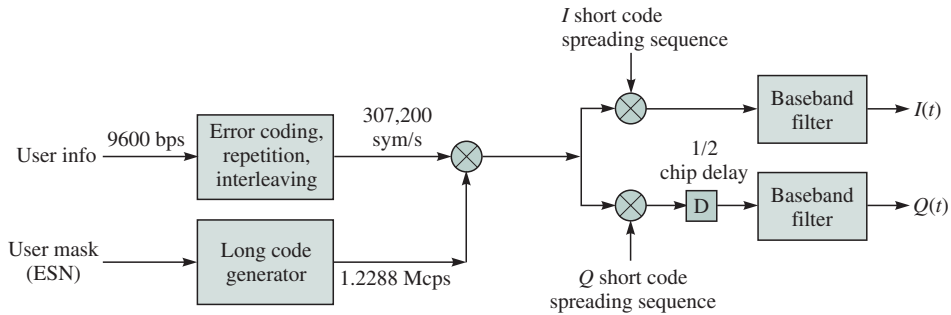 I short code
spreading sequence
Baseband
filter
I(t)
307,200
sym/s
9600 bps
User info
Error coding,
repetition,
interleaving
1/2
chip delay
D
Baseband
filter
Q(t)
User mask
(ESN)
Long code
generator
1.2288 Mcps
Q short code
spreading sequence